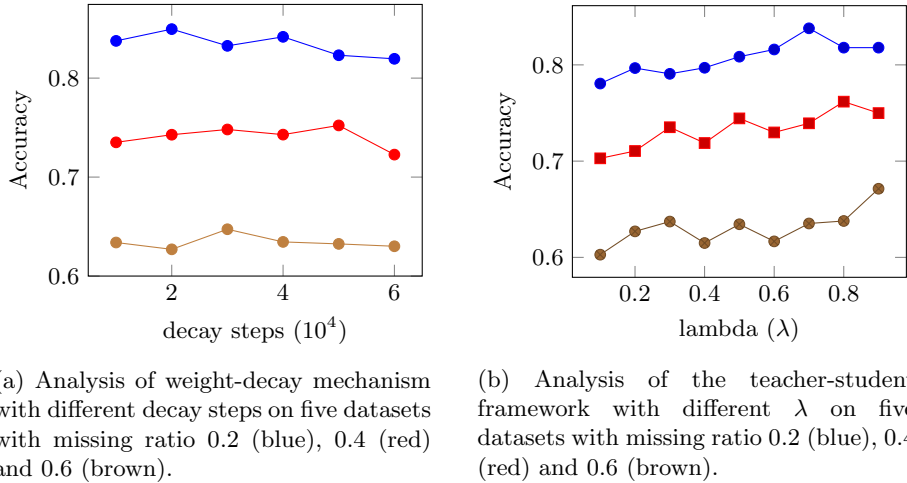 0.8
0.7
0.6
Accuracy
2
4
6
decay steps (10⁴)
(a) Analysis of weight-decay mechanism
with different decay steps on five datasets
with missing ratio 0.2 (blue), 0.4 (red)
and 0.6 (brown).
0.8
0.7
0.6
Accuracy
0.2
0.4
0.6
0.8
lambda (λ)
(b) Analysis of the teacher-student
framework with different λ on five
datasets with missing ratio 0.2 (blue), 0.4
(red) and 0.6 (brown).